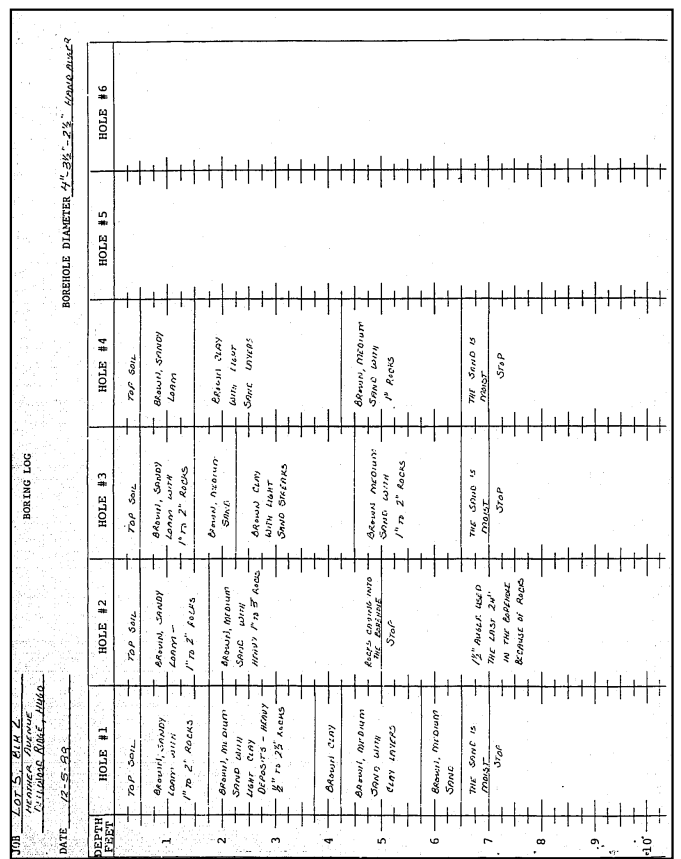 BORING LOG
JOB LOT 5, BLK 2
HEATHER AVENUE
RIDGE, HUGO
DATE 12-5-89
BOREHOLE DIAMETER 4"-3½"-2½" HAND AUGER
DEPTH FEET
HOLE #1
HOLE #2
HOLE #3
HOLE #4
HOLE #5
HOLE #6
1
2
3
4
5
6
7
8
9
10
TOP SOIL
BROWN, SANDY
LOAM WITH
1" TO 2" ROCKS
BROWN, MEDIUM
SAND WITH
LIGHT CLAY
DEPOSITS - HEAVY
½" TO 2½" ROCKS
BROWN CLAY
BROWN, MEDIUM
SAND WITH
CLAY LAYERS
BROWN, MEDIUM
SAND
THE SAND IS
MOIST
STOP
TOP SOIL
BROWN, SANDY
LOAM -
1" TO 2" ROCKS
BROWN, MEDIUM
SAND WITH
HEAVY 1" TO 3" ROCKS
ROCKS CAVING INTO
THE BOREHOLE
STOP
1½" AUGER USED
THE LAST 24"
IN THE BOREHOLE
BECAUSE OF ROCKS
TOP SOIL
BROWN, SANDY
LOAM WITH
1" TO 2" ROCKS
BROWN, MEDIUM
SAND
BROWN CLAY
WITH LIGHT
SAND STREAKS
BROWN MEDIUM
SAND WITH
1" TO 2" ROCKS
THE SAND IS
MOIST
STOP
TOP SOIL
BROWN, SANDY
LOAM
BROWN CLAY
WITH LIGHT
SAND LAYERS
BROWN, MEDIUM
SAND WITH
1" ROCKS
THE SAND IS
MOIST
STOP